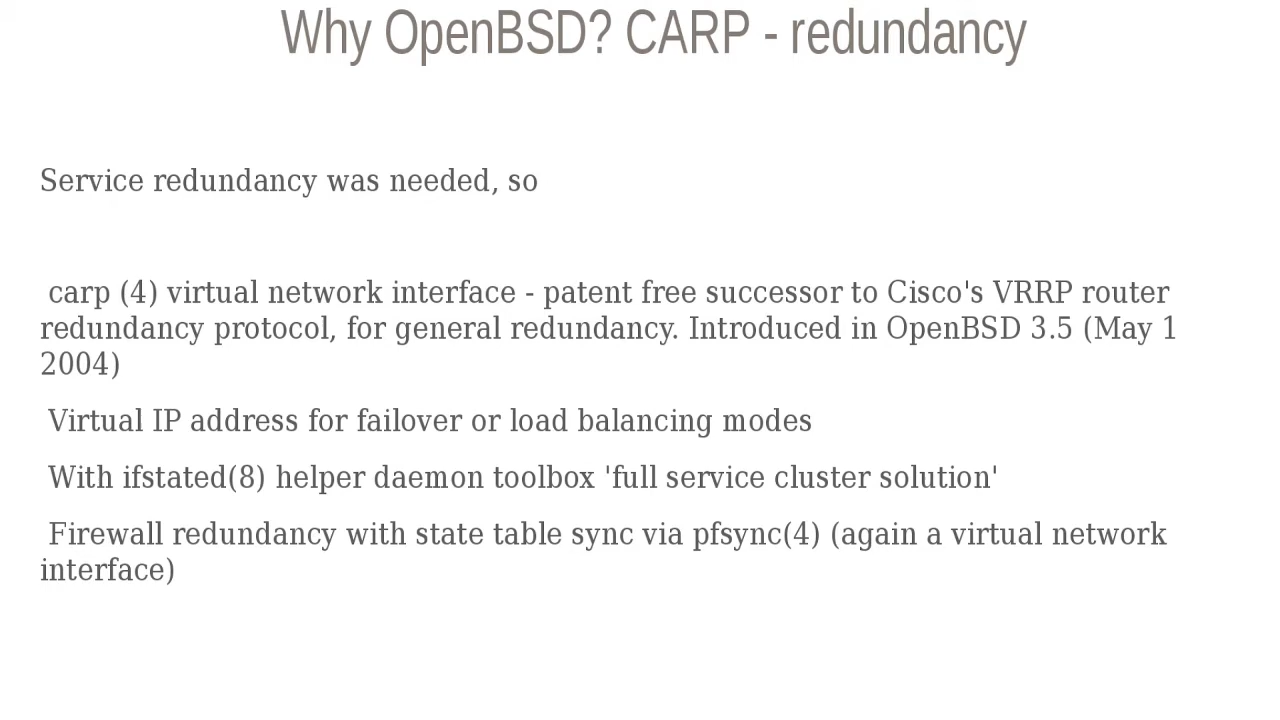 Why OpenBSD? CARP - redundancy
Service redundancy was needed, so
carp (4) virtual network interface - patent free successor to Cisco's VRRP router
redundancy protocol, for general redundancy. Introduced in OpenBSD 3.5 (May 1
2004)
Virtual IP address for failover or load balancing modes
With ifstated(8) helper daemon toolbox 'full service cluster solution'
Firewall redundancy with state table sync via pfsync(4) (again a virtual network
interface)